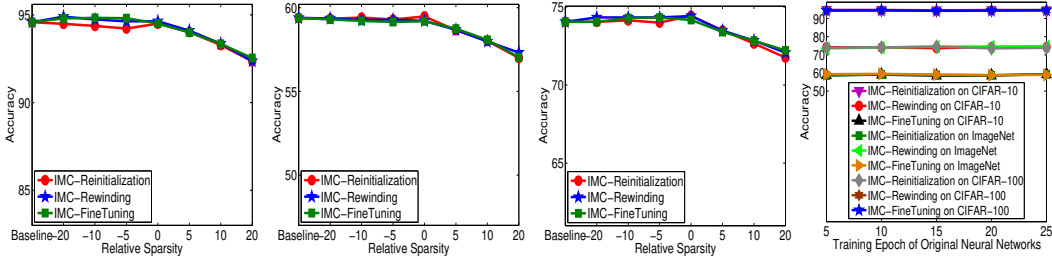 95
90
85
Accuracy
IMC-Reinitialization
IMC-Rewinding
IMC-FineTuning
Baseline-20 -10 -5 0 5 10 20
Relative Sparsity
60
55
50
Accuracy
IMC-Reinitialization
IMC-Rewinding
IMC-FineTuning
Baseline-20 -10 -5 0 5 10 20
Relative Sparsity
75
70
65
Accuracy
IMC-Reinitialization
IMC-Rewinding
IMC-FineTuning
Baseline-20 -10 -5 0 5 10 20
Relative Sparsity
90
80
70
60
50
Accuracy
IMC-Reinitialization on CIFAR-10
IMC-Rewinding on CIFAR-10
IMC-FineTuning on CIFAR-10
IMC-Reinitialization on ImageNet
IMC-Rewinding on ImageNet
IMC-FineTuning on ImageNet
IMC-Reinitialization on CIFAR-100
IMC-Rewinding on CIFAR-100
IMC-FineTuning on CIFAR-100
5 10 15 20 25
Training Epoch of Original Neural Networks